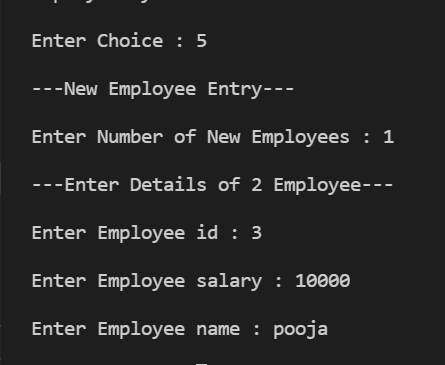 Enter Choice : 5
---New Employee Entry---
Enter Number of New Employees : 1
---Enter Details of 2 Employee---
Enter Employee id : 3
Enter Employee salary : 10000
Enter Employee name : pooja